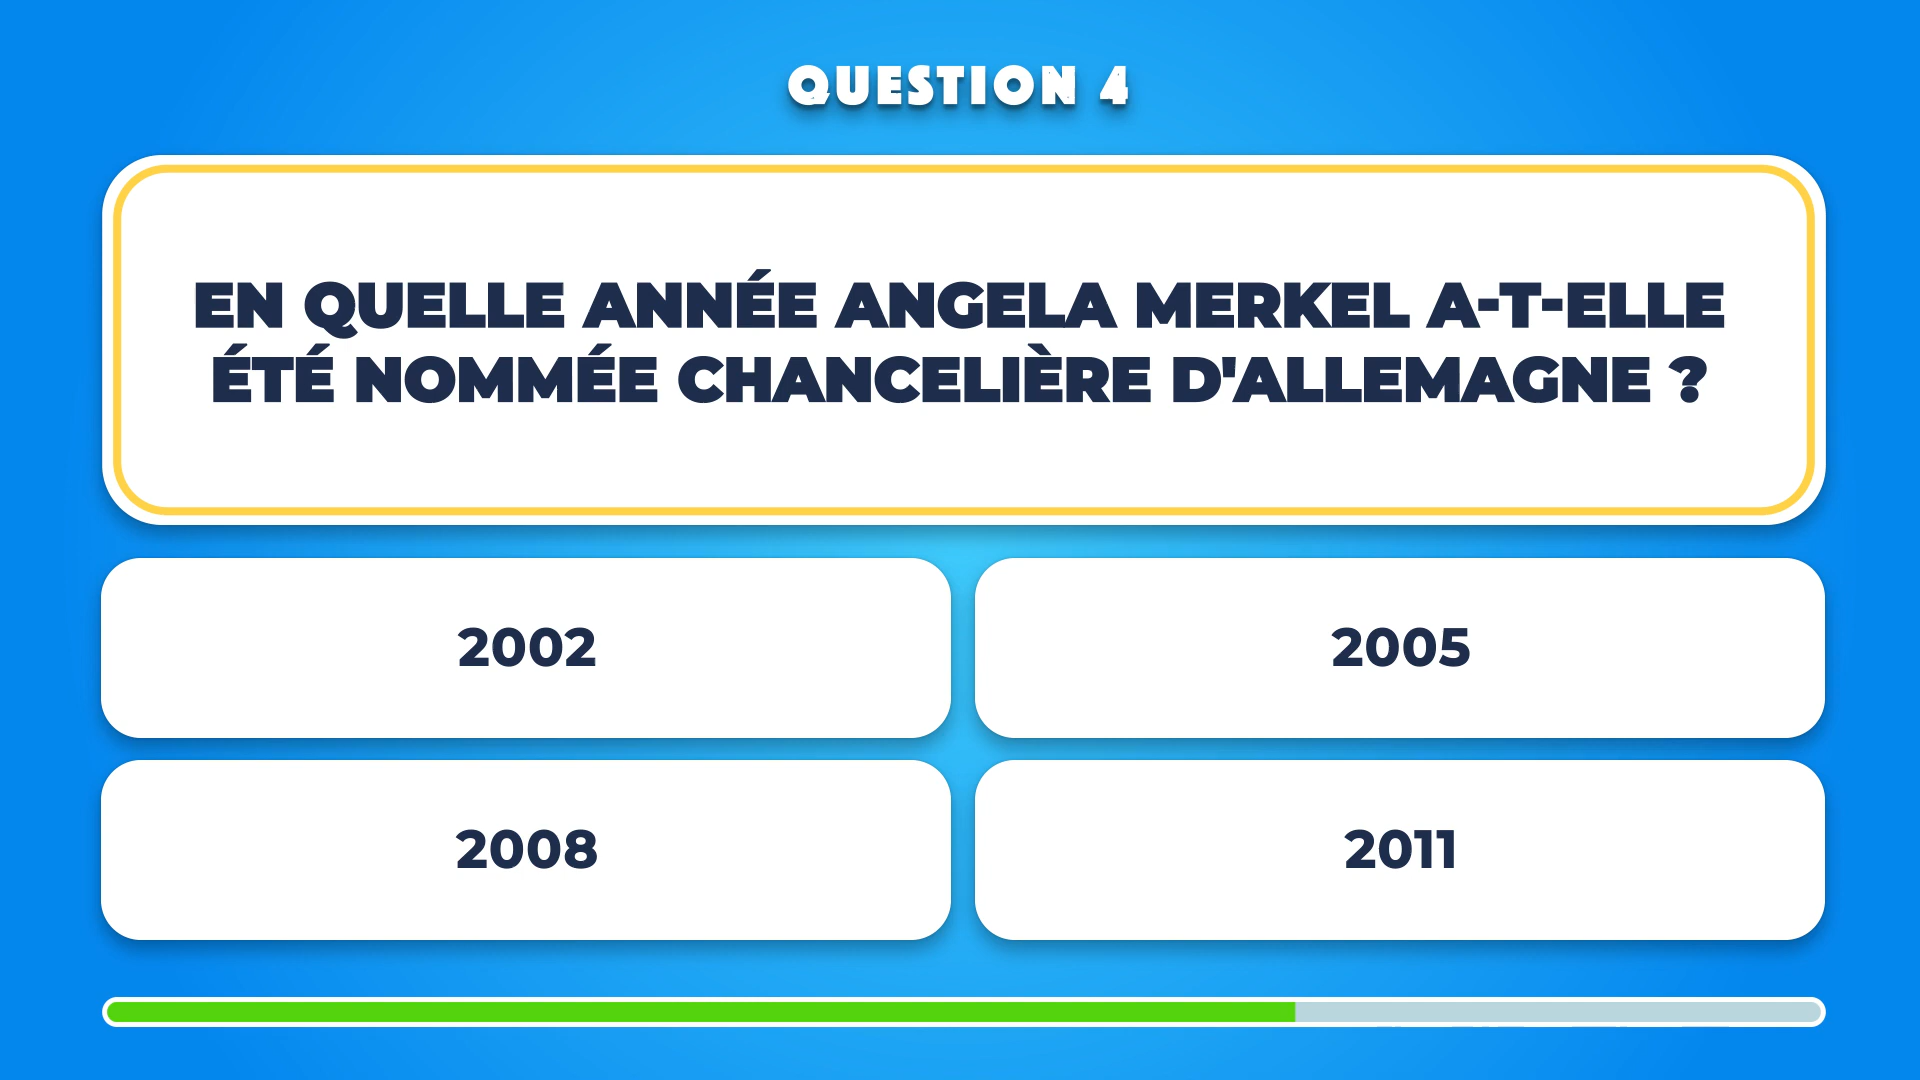 QUESTION 4
EN QUELLE ANNÉE ANGELA MERKEL A-T-ELLE
ÉTÉ NOMMÉE CHANCELIÈRE D'ALLEMAGNE ?
2002
2005
2008
2011